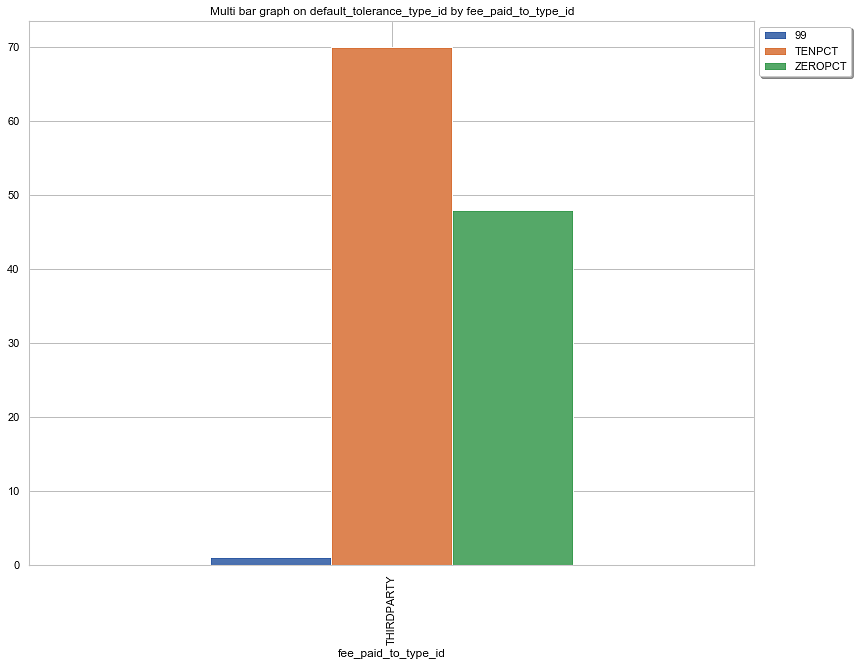 Multi bar graph on default_tolerance_type_id by fee_paid_to_type_id
99
TENPCT
ZEROPCT
70
60
50
40
30
20
10
0
THIRDPARTY
fee_paid_to_type_id